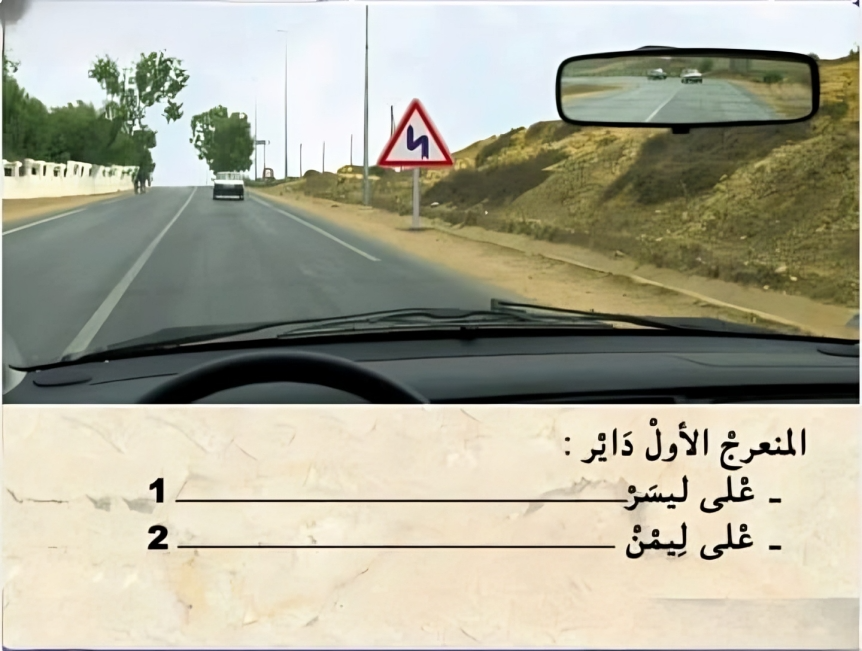 المنعرجْ الأولْ دَايْر :
ـ عْلى ليسَرْ 1
ـ عْلى لِيمْنْ 2